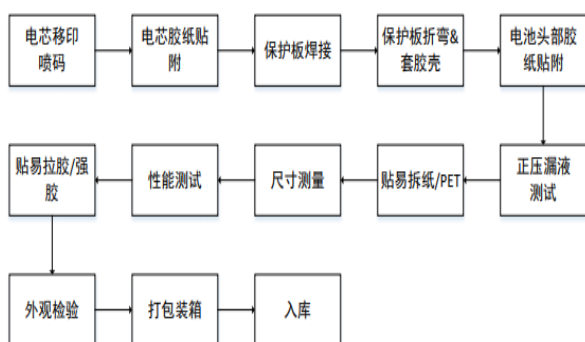 电芯移印
喷码
电芯胶纸贴
附
保护板焊接
保护板折弯&
套胶壳
电池头部胶
纸贴附
贴易拉胶/强
胶
性能测试
尺寸测量
贴易拆纸/PET
正压漏液
测试
外观检验
打包装箱
入库